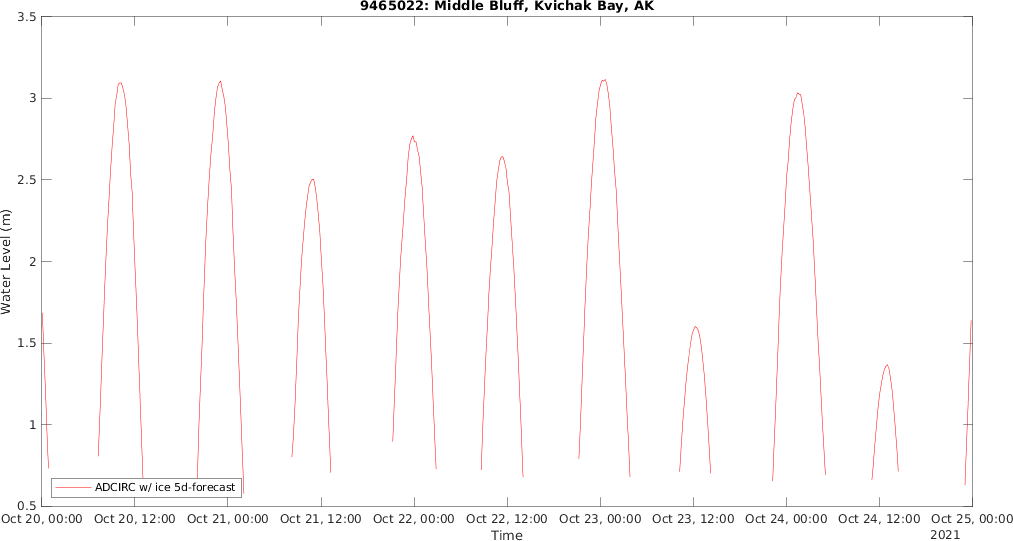 9465022: Middle Bluff, Kvichak Bay, AK
3.5
3
2.5
2
1.5
1
0.5
Water Level (m)
ADCIRC w/ ice 5d-forecast
Oct 20, 00:00 Oct 20, 12:00 Oct 21, 00:00 Oct 21, 12:00 Oct 22, 00:00 Oct 22, 12:00 Oct 23, 00:00 Oct 23, 12:00 Oct 24, 00:00 Oct 24, 12:00 Oct 25, 00:00
Time
2021